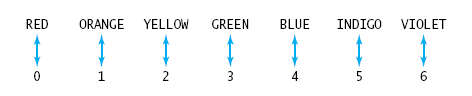 RED ORANGE YELLOW GREEN BLUE INDIGO VIOLET
0 1 2 3 4 5 6